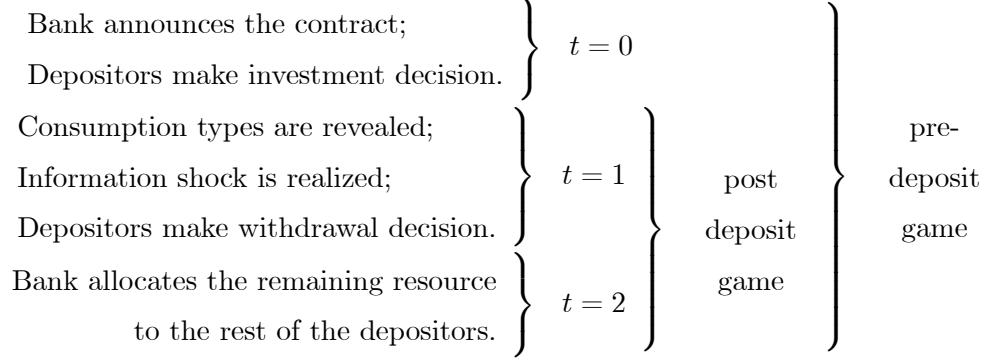 Bank announces the contract;
Depositors make investment decision.
t = 0
Consumption types are revealed;
Information shock is realized;
Depositors make withdrawal decision.
t = 1
Bank allocates the remaining resource
to the rest of the depositors.
t = 2
post
deposit
game
pre-
deposit
game